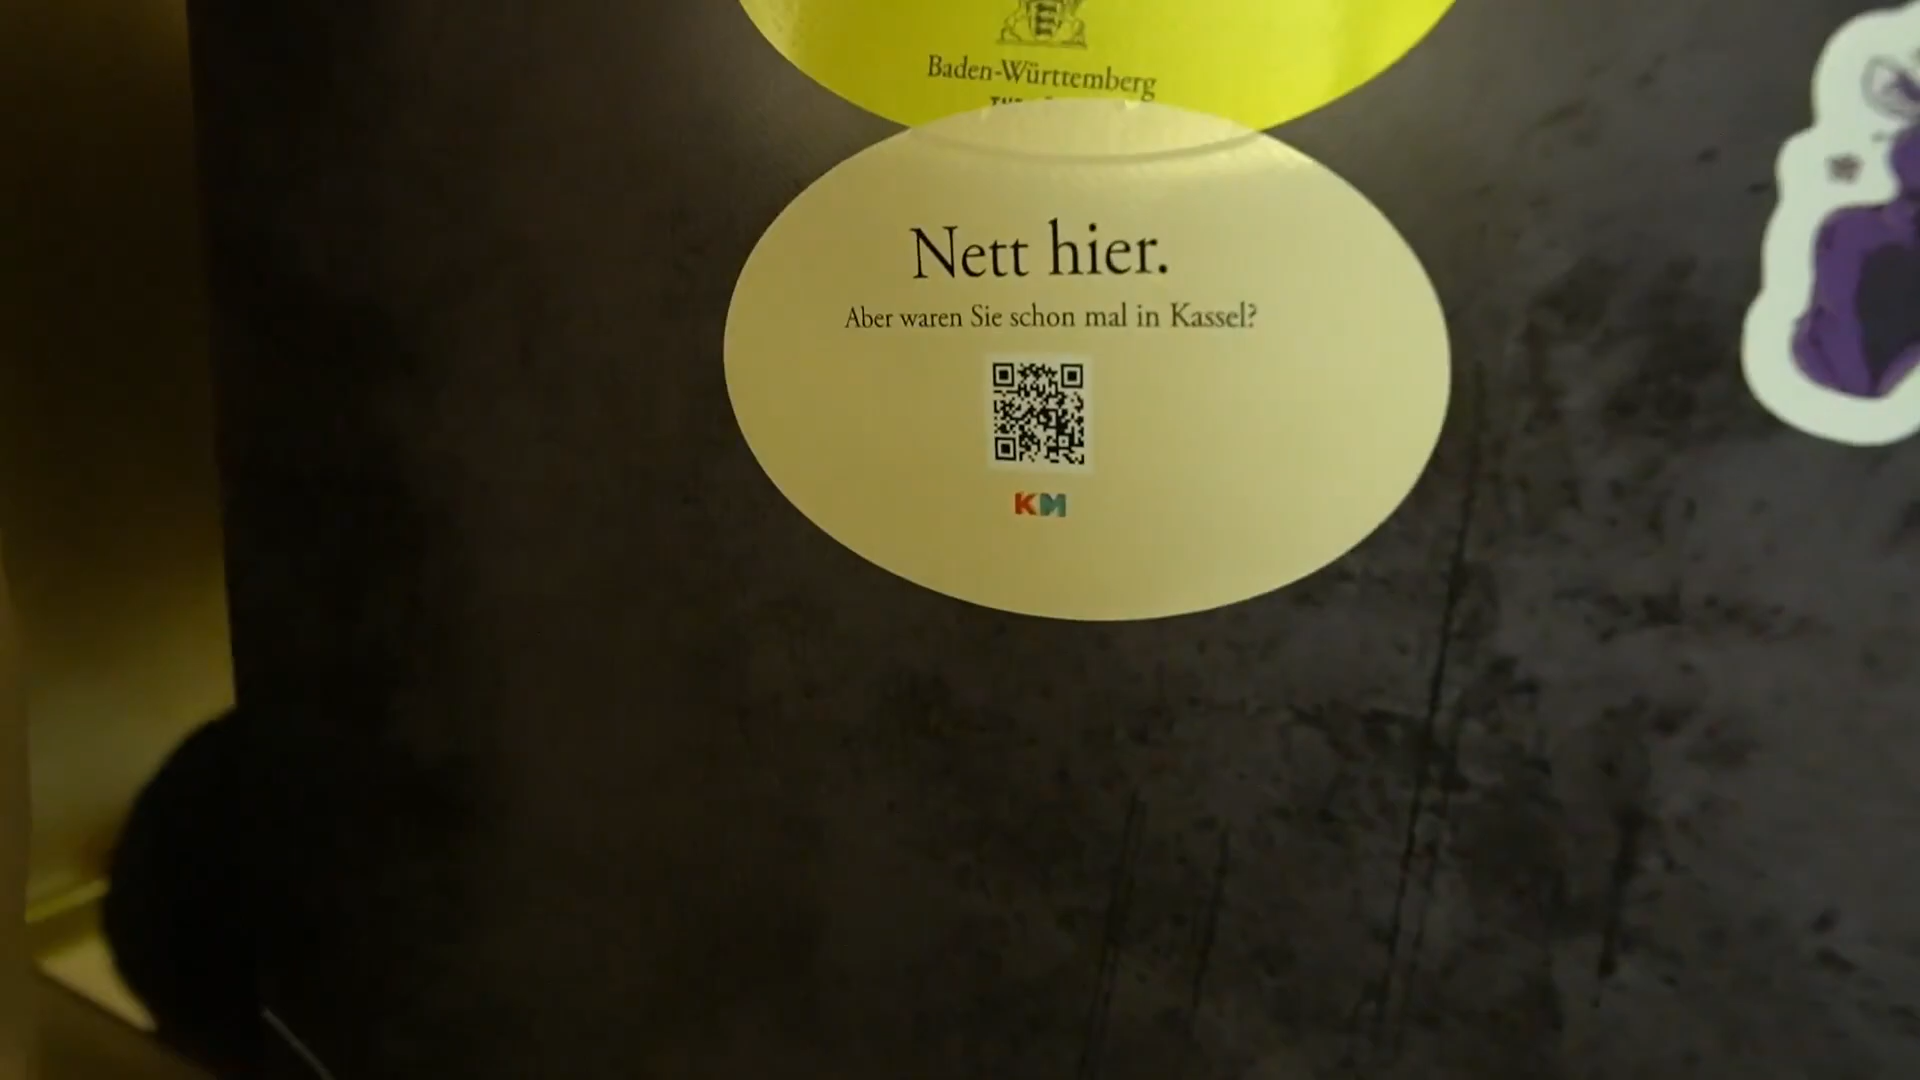 Baden-Württemberg
Nett hier.
Aber waren Sie schon mal in Kassel?
KM